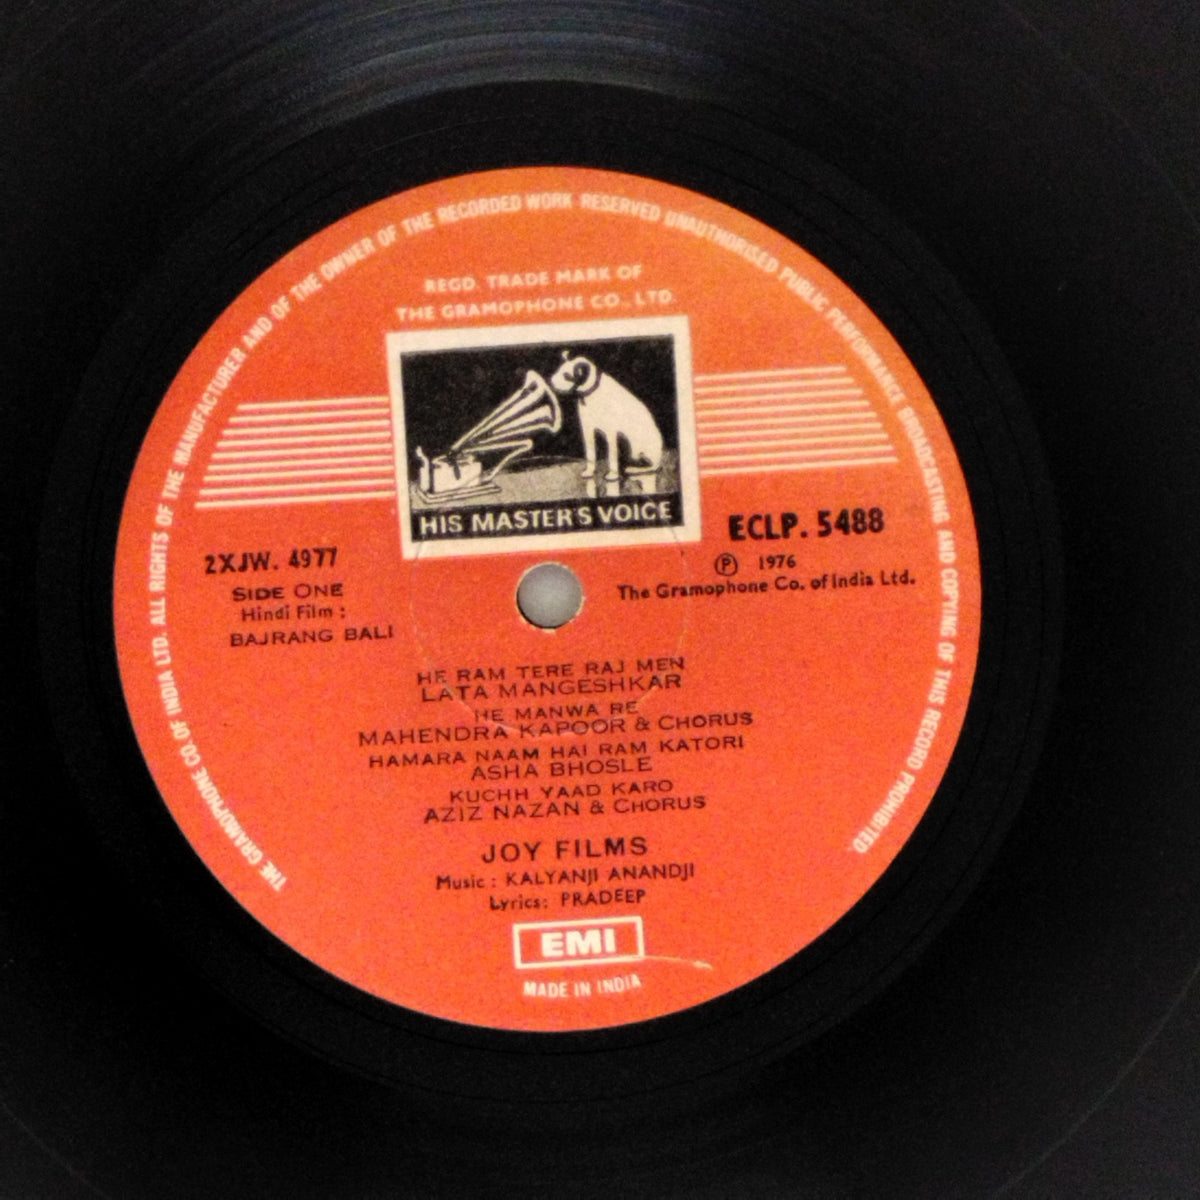 THE GRAMOPHONE CO. OF INDIA LTD. ALL RIGHTS OF THE MANUFACTURER AND OF THE OWNER OF THE RECORDED WORK RESERVED UNAUTHORISED PUBLIC PERFORMANCE BROADCASTING AND COPYING OF THIS RECORD PROHIBITED.
REGD. TRADE MARK OF
THE GRAMOPHONE CO., LTD.
HIS MASTER'S VOICE
2XJW. 4977
SIDE ONE
Hindi Film :
BAJRANG BALI
ECLP. 5488
Ⓟ 1976
The Gramophone Co. of India Ltd.
HE RAM TERE RAJ MEN
LATA MANGESHKAR
HE MANWA RE
MAHENDRA KAPOOR & CHORUS
HAMARA NAAM HAI RAM KATORI
ASHA BHOSLE
KUCHH YAAD KARO
AZIZ NAZAN & CHORUS
JOY FILMS
Music : KALYANJI ANANDJI
Lyrics: PRADEEP
EMI
MADE IN INDIA